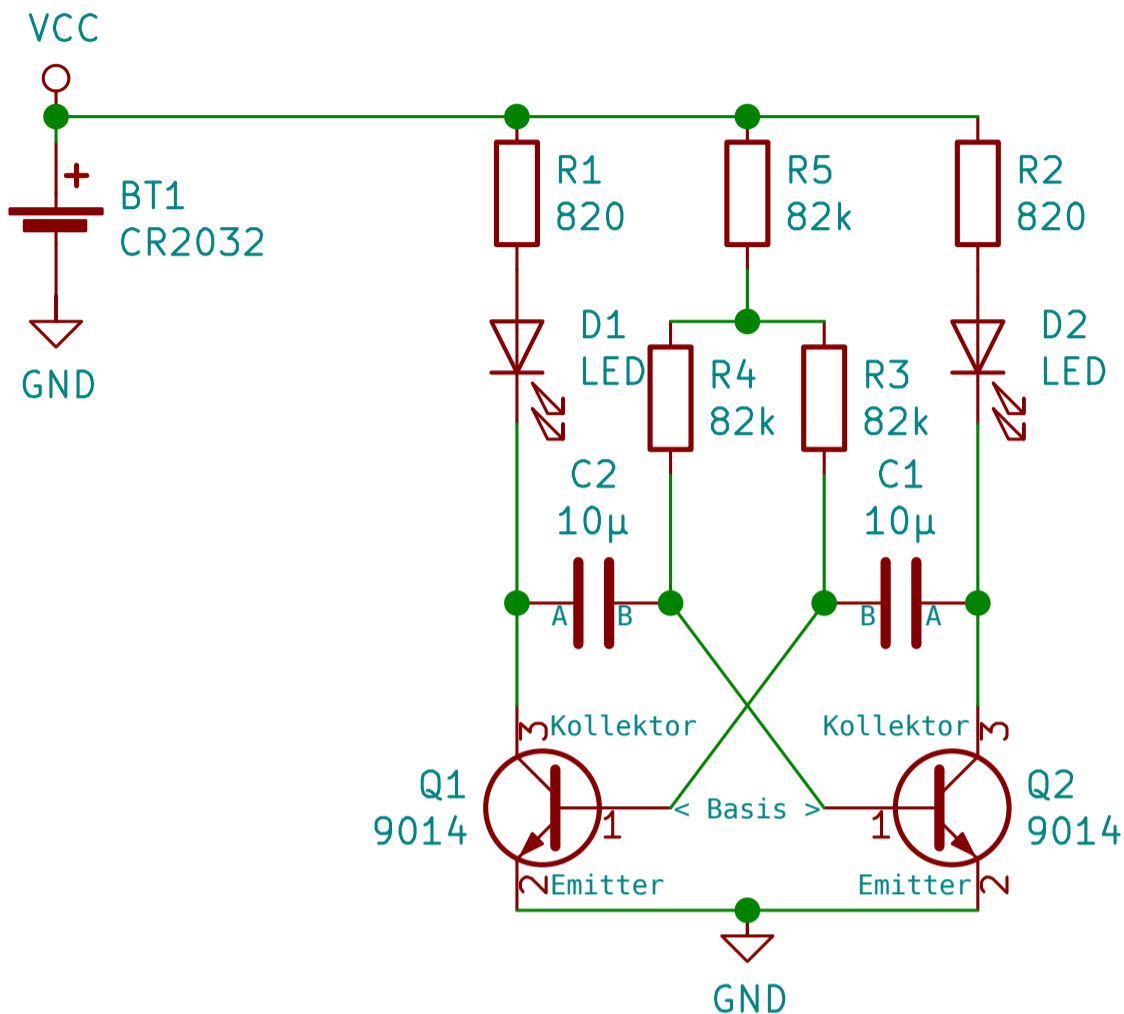 VCC
+
BT1
CR2032
GND
R1
820
R5
82k
R2
820
D1
LED
R4
82k
R3
82k
D2
LED
C2
10µ
C1
10µ
A
B
B
A
3
Kollektor
Kollektor
3
Q1
9014
1
< Basis >
1
Q2
9014
2
Emitter
Emitter
2
GND